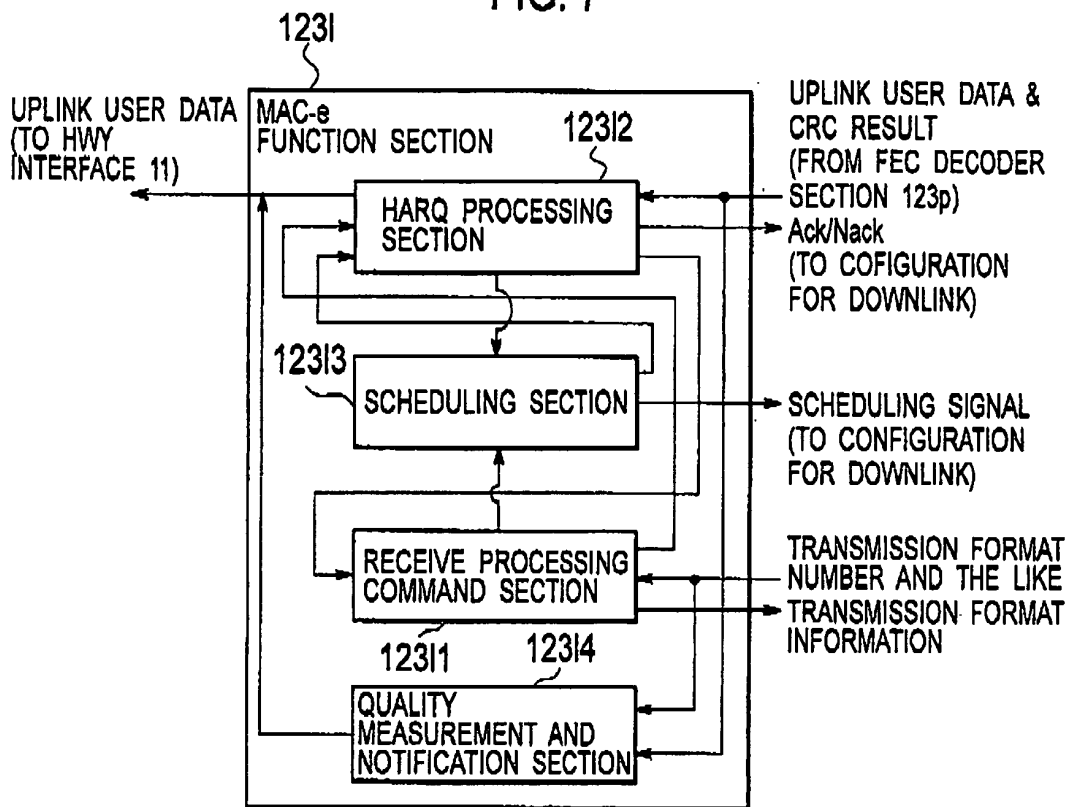 FIG. 7
123l
UPLINK USER DATA
(TO HWY
INTERFACE 11)
MAC-e
FUNCTION SECTION
123l2
HARQ PROCESSING
SECTION
UPLINK USER DATA &
CRC RESULT
(FROM FEC DECODER
SECTION 123p)
Ack/Nack
(TO COFIGURATION
FOR DOWNLINK)
123l3
SCHEDULING SECTION
SCHEDULING SIGNAL
(TO CONFIGURATION
FOR DOWNLINK)
RECEIVE PROCESSING
COMMAND SECTION
TRANSMISSION FORMAT
NUMBER AND THE LIKE
TRANSMISSION FORMAT
INFORMATION
123l1
123l4
QUALITY
MEASUREMENT AND
NOTIFICATION SECTION